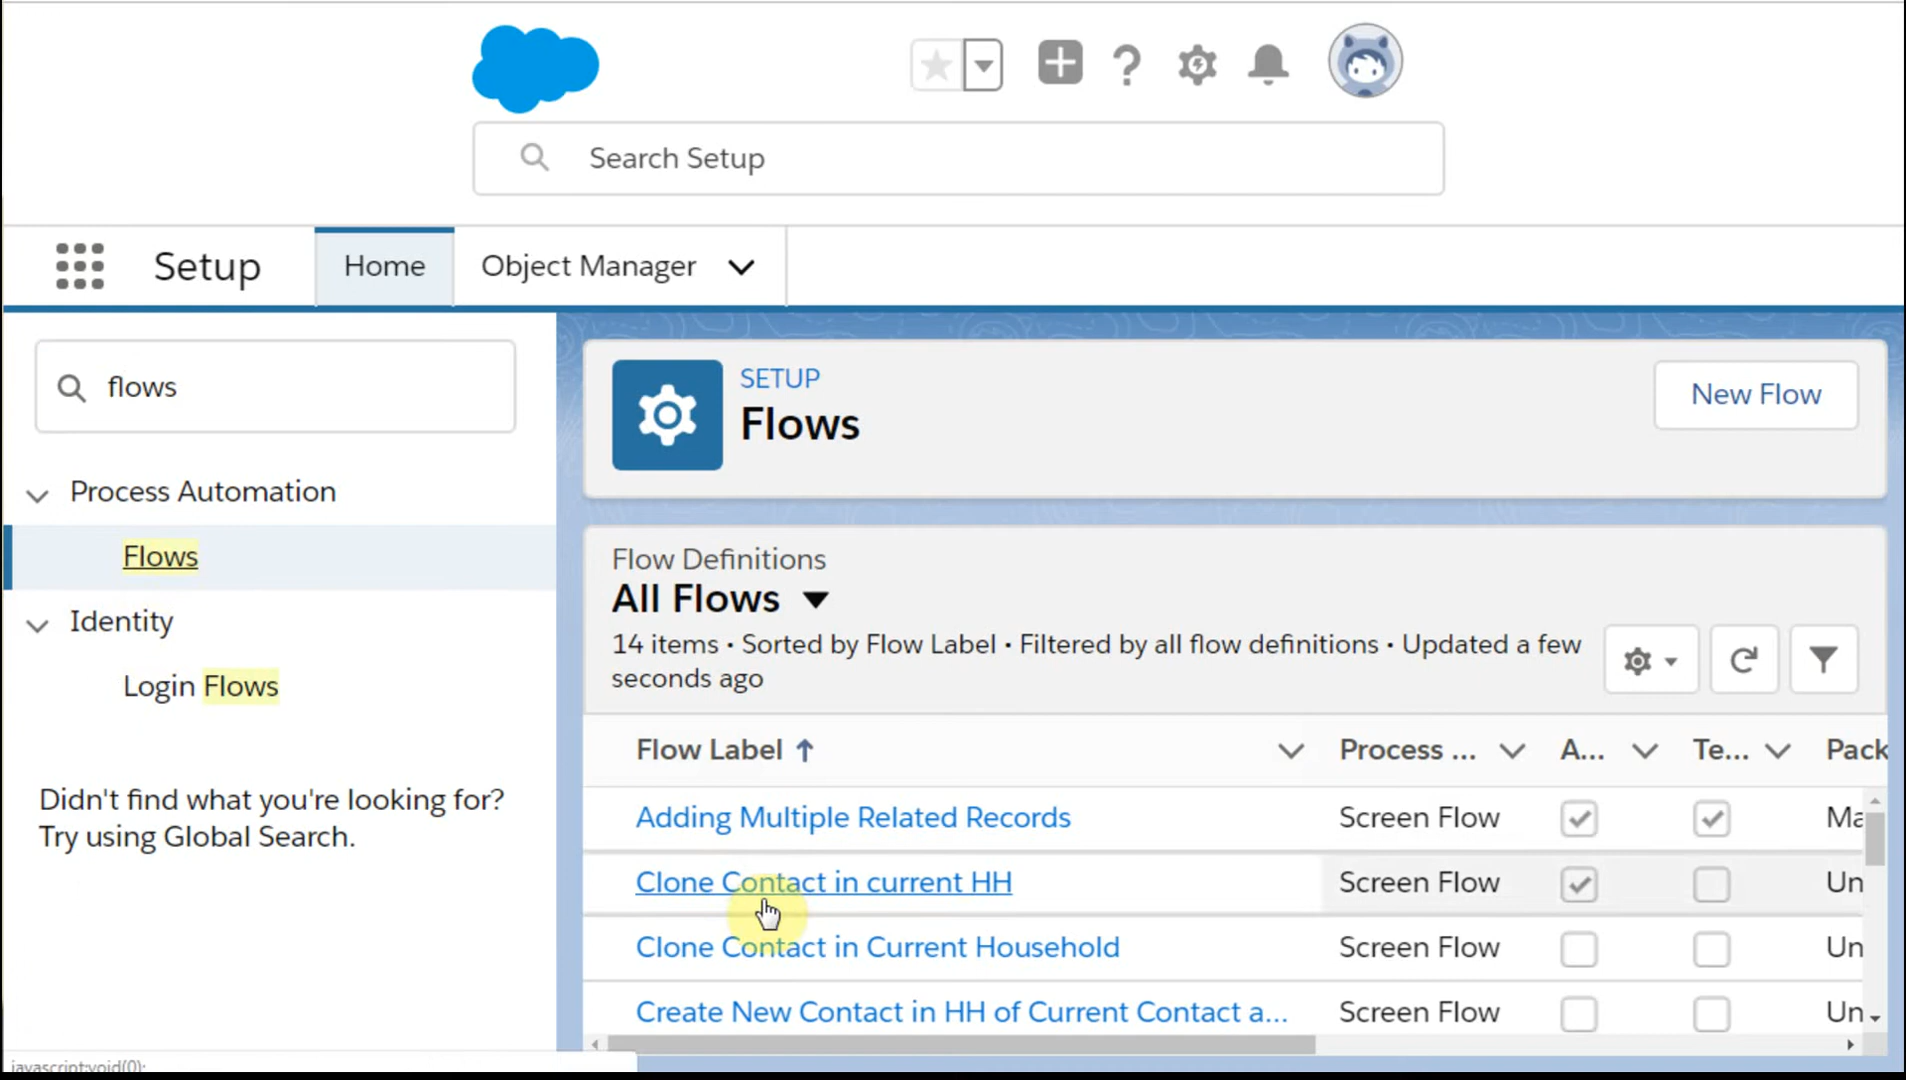 Search Setup
Setup
Home
Object Manager
flows
Process Automation
Flows
Identity
Login Flows
Didn't find what you're looking for?
Try using Global Search.
SETUP
Flows
New Flow
Flow Definitions
All Flows
14 items • Sorted by Flow Label • Filtered by all flow definitions • Updated a few
seconds ago
Flow Label Process ... A... Te... Pack
Adding Multiple Related Records Screen Flow Ma
Clone Contact in current HH Screen Flow Un
Clone Contact in Current Household Screen Flow Un
Create New Contact in HH of Current Contact a... Screen Flow Un
javascript:void(0);